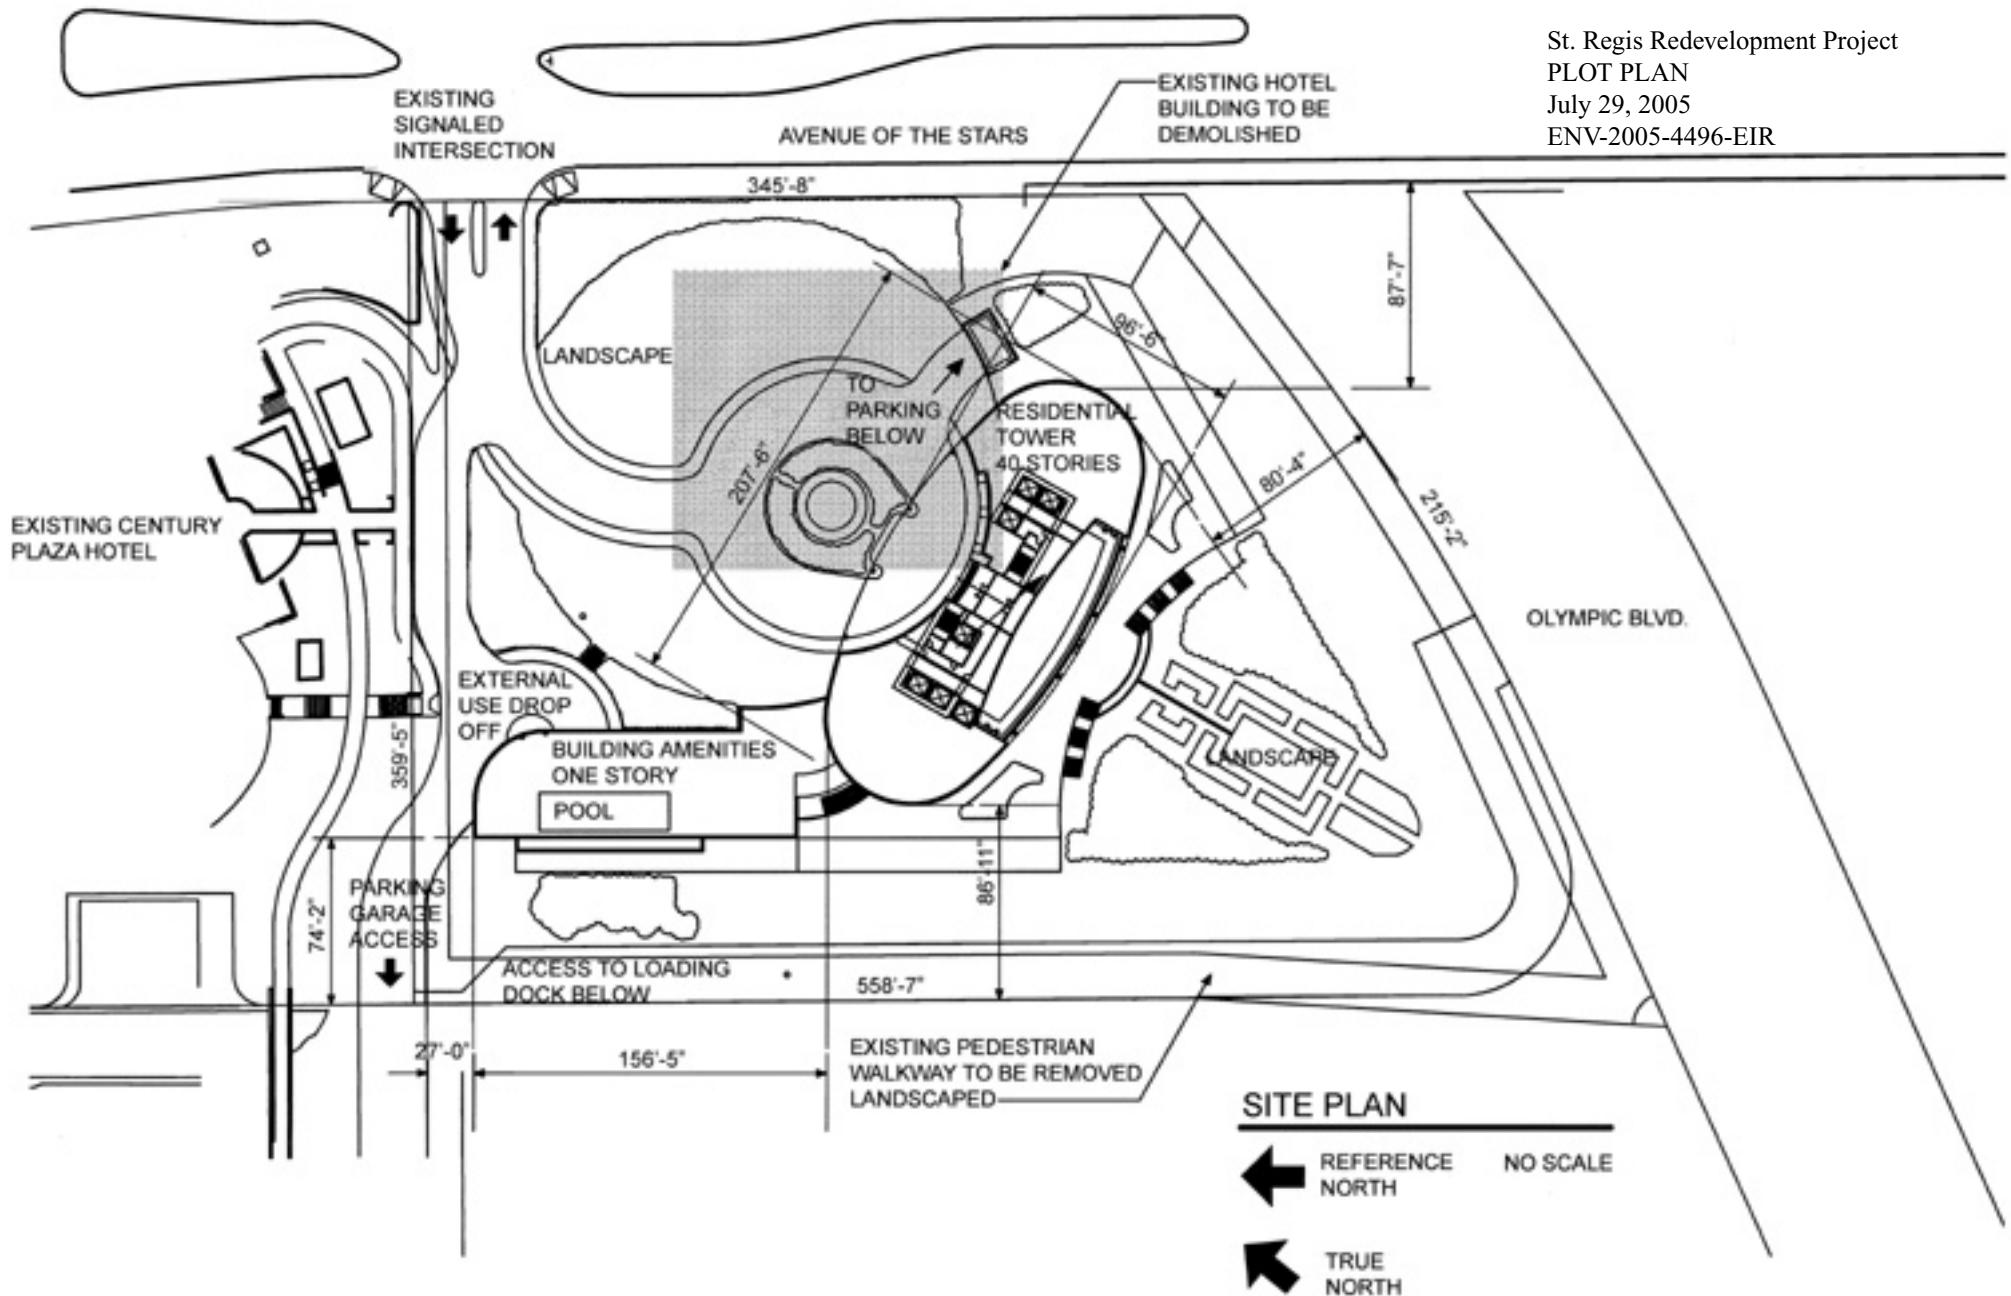 St. Regis Redevelopment Project
PLOT PLAN
July 29, 2005
ENV-2005-4496-EIR
EXISTING
SIGNALED
INTERSECTION
AVENUE OF THE STARS
EXISTING HOTEL
BUILDING TO BE
DEMOLISHED
345'-8"
87'-7"
96'-6"
LANDSCAPE
TO
PARKING
BELOW
RESIDENTIAL
TOWER
40 STORIES
207'-6"
80'-4"
215'-2"
EXISTING CENTURY
PLAZA HOTEL
OLYMPIC BLVD.
EXTERNAL
USE DROP
OFF
359'-5"
BUILDING AMENITIES
ONE STORY
POOL
LANDSCAPE
86'-11"
74'-2"
PARKING
GARAGE
ACCESS
ACCESS TO LOADING
DOCK BELOW
558'-7"
27'-0"
156'-5"
EXISTING PEDESTRIAN
WALKWAY TO BE REMOVED
LANDSCAPED
SITE PLAN
REFERENCE
NORTH
NO SCALE
TRUE
NORTH